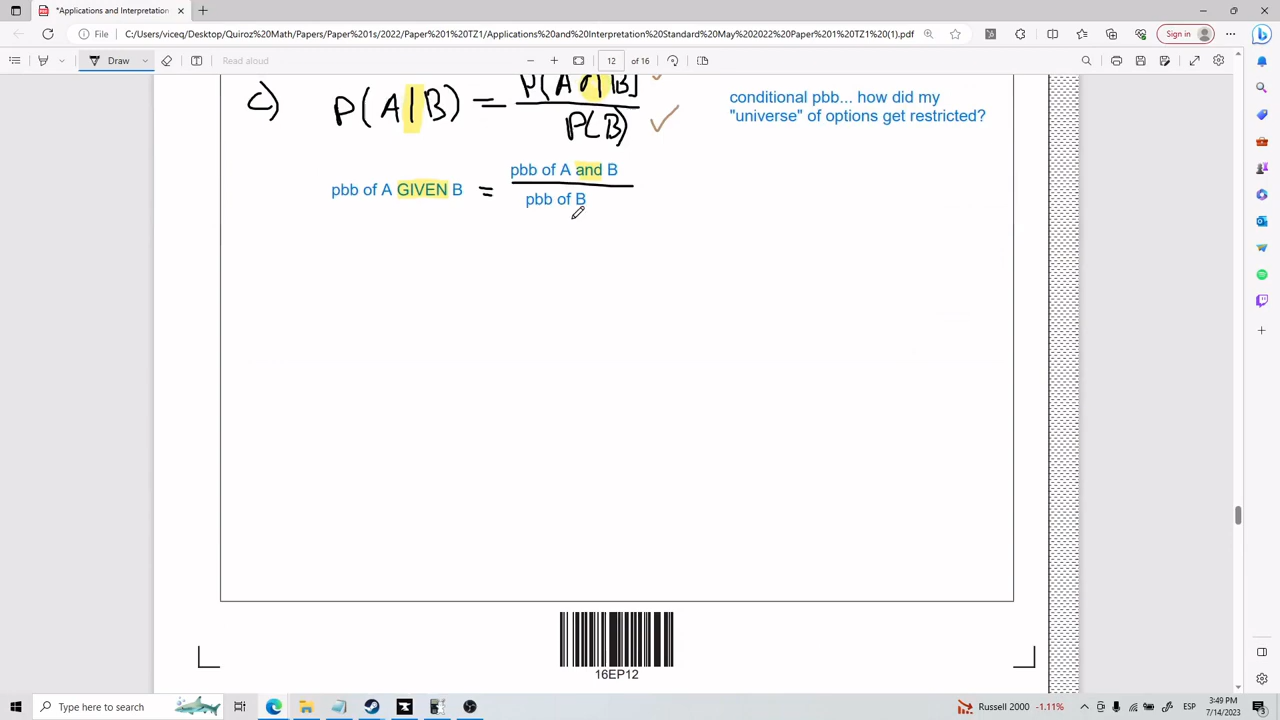 *Applications and Interpretation
File
C:/Users/viceq/Desktop/Quiroz%20Math/Papers/Paper%201s/2022/Paper%201%20TZ1/Applications%20and%20Interpretation%20Standard%20May%202022%20Paper%201%20TZ1%20(1).pdf
Sign in
Draw
Read aloud
12 of 16
c) P(A|B) = P(A ∩ B) / P(B)
conditional pbb... how did my
"universe" of options get restricted?
pbb of A GIVEN B = pbb of A and B
pbb of B
16EP12
Type here to search
Russell 2000 -1.11%
ESP
3:49 PM
7/14/2023